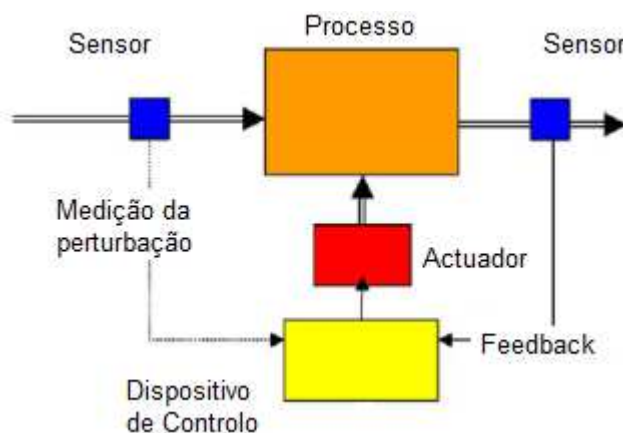 Processo
Sensor
Sensor
Medição da
perturbação
Actuador
Feedback
Dispositivo
de Controlo